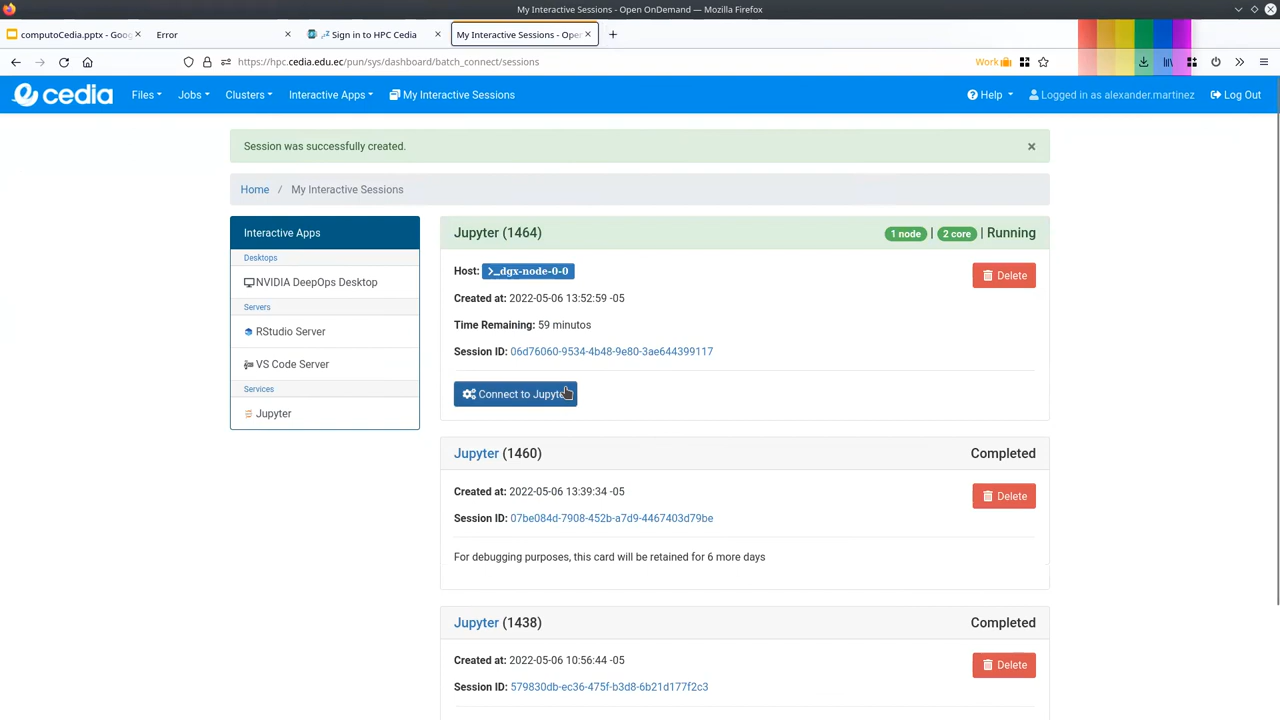 My Interactive Sessions - Open OnDemand — Mozilla Firefox
computoCedia.pptx - Goog
Error
Sign in to HPC Cedia
My Interactive Sessions - Ope
https://hpc.cedia.edu.ec/pun/sys/dashboard/batch_connect/sessions
Work
cedia
Files
Jobs
Clusters
Interactive Apps
My Interactive Sessions
Help
Logged in as alexander.martinez
Log Out
Session was successfully created.
×
Home / My Interactive Sessions
Interactive Apps
Desktops
NVIDIA DeepOps Desktop
Servers
RStudio Server
VS Code Server
Services
Jupyter
Jupyter (1464)
1 node | 2 core | Running
Host: >_dgx-node-0-0
Delete
Created at: 2022-05-06 13:52:59 -05
Time Remaining: 59 minutos
Session ID: 06d76060-9534-4b48-9e80-3ae644399117
Connect to Jupyter
Jupyter (1460)
Completed
Created at: 2022-05-06 13:39:34 -05
Delete
Session ID: 07be084d-7908-452b-a7d9-4467403d79be
For debugging purposes, this card will be retained for 6 more days
Jupyter (1438)
Completed
Created at: 2022-05-06 10:56:44 -05
Delete
Session ID: 579830db-ec36-475f-b3d8-6b21d177f2c3